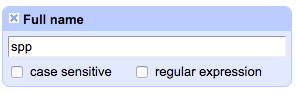 Full name
spp
case sensitive regular expression